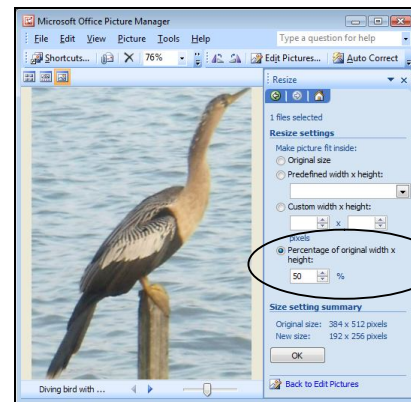 Microsoft Office Picture Manager
File Edit View Picture Tools Help
Type a question for help
Shortcuts... 76% Edit Pictures... Auto Correct
Resize
1 files selected
Resize settings
Make picture fit inside:
Original size
Predefined width x height:
Custom width x height:
x
pixels
Percentage of original width x
height:
50 %
Size setting summary
Original size: 384 x 512 pixels
New size: 192 x 256 pixels
OK
Back to Edit Pictures
Diving bird with ...